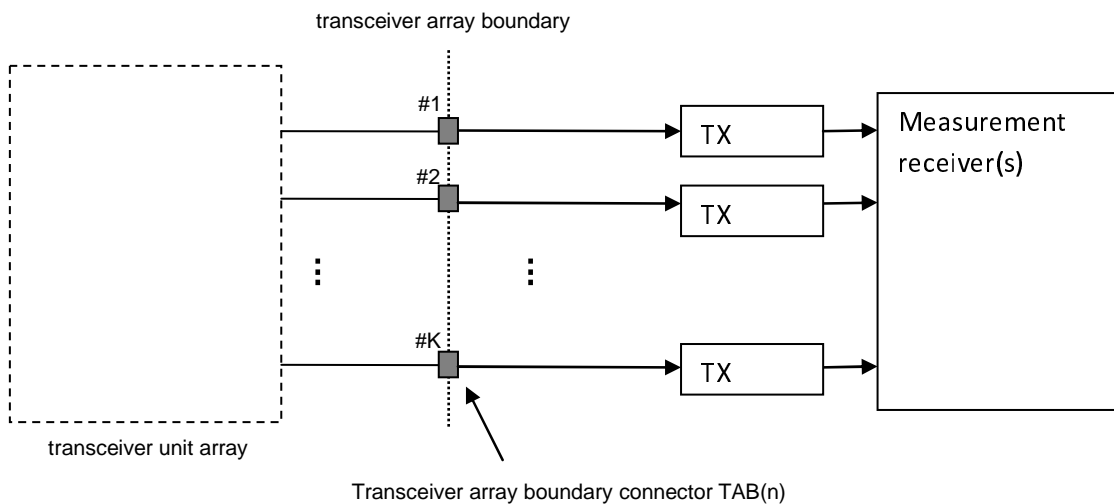 transceiver array boundary
#1
TX
Measurement
receiver(s)
#2
TX
#K
TX
transceiver unit array
Transceiver array boundary connector TAB(n)